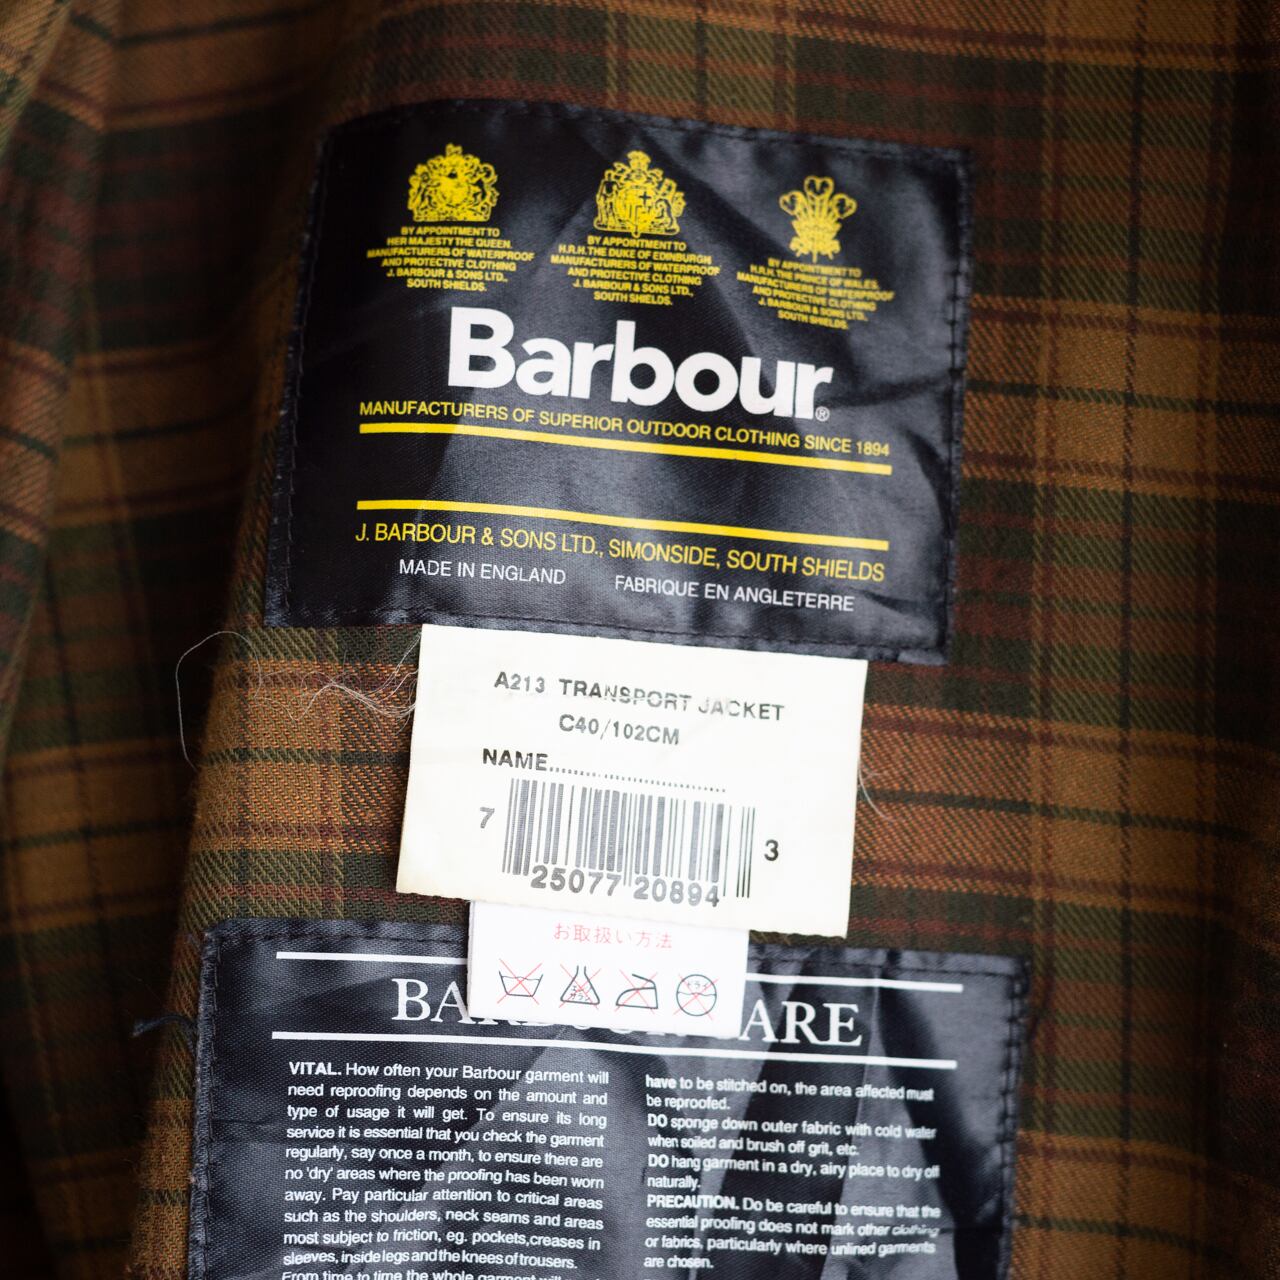 BY APPOINTMENT TO
HER MAJESTY THE QUEEN.
MANUFACTURERS OF WATERPROOF
AND PROTECTIVE CLOTHING
J. BARBOUR & SONS LTD.,
SOUTH SHIELDS.
BY APPOINTMENT TO
H.R.H. THE DUKE OF EDINBURGH
MANUFACTURERS OF WATERPROOF
AND PROTECTIVE CLOTHING
J. BARBOUR & SONS LTD.,
SOUTH SHIELDS.
BY APPOINTMENT TO
H.R.H. THE PRINCE OF WALES.
MANUFACTURERS OF WATERPROOF
AND PROTECTIVE CLOTHING
J. BARBOUR & SONS LTD.,
SOUTH SHIELDS.
Barbour®
MANUFACTURERS OF SUPERIOR OUTDOOR CLOTHING SINCE 1894
J. BARBOUR & SONS LTD., SIMONSIDE, SOUTH SHIELDS
MADE IN ENGLAND FABRIQUE EN ANGLETERRE
A213 TRANSPORT JACKET
C40/102CM
NAME..............................
7 25077 20894 3
お取扱い方法
ドライ
VITAL. How often your Barbour garment will
need reproofing depends on the amount and
type of usage it will get. To ensure its long
service it is essential that you check the garment
regularly, say once a month, to ensure there are
no 'dry' areas where the proofing has been worn
away. Pay particular attention to critical areas
such as the shoulders, neck seams and areas
most subject to friction, eg. pockets,creases in
sleeves, inside legs and the knees of trousers.
From time to time the whole garment will
have to be stitched on, the area affected must
be reproofed.
DO sponge down outer fabric with cold water
when soiled and brush off grit, etc.
DO hang garment in a dry, airy place to dry off
naturally.
PRECAUTION. Do be careful to ensure that the
essential proofing does not mark other clothing
or fabrics, particularly where unlined garments
are chosen.